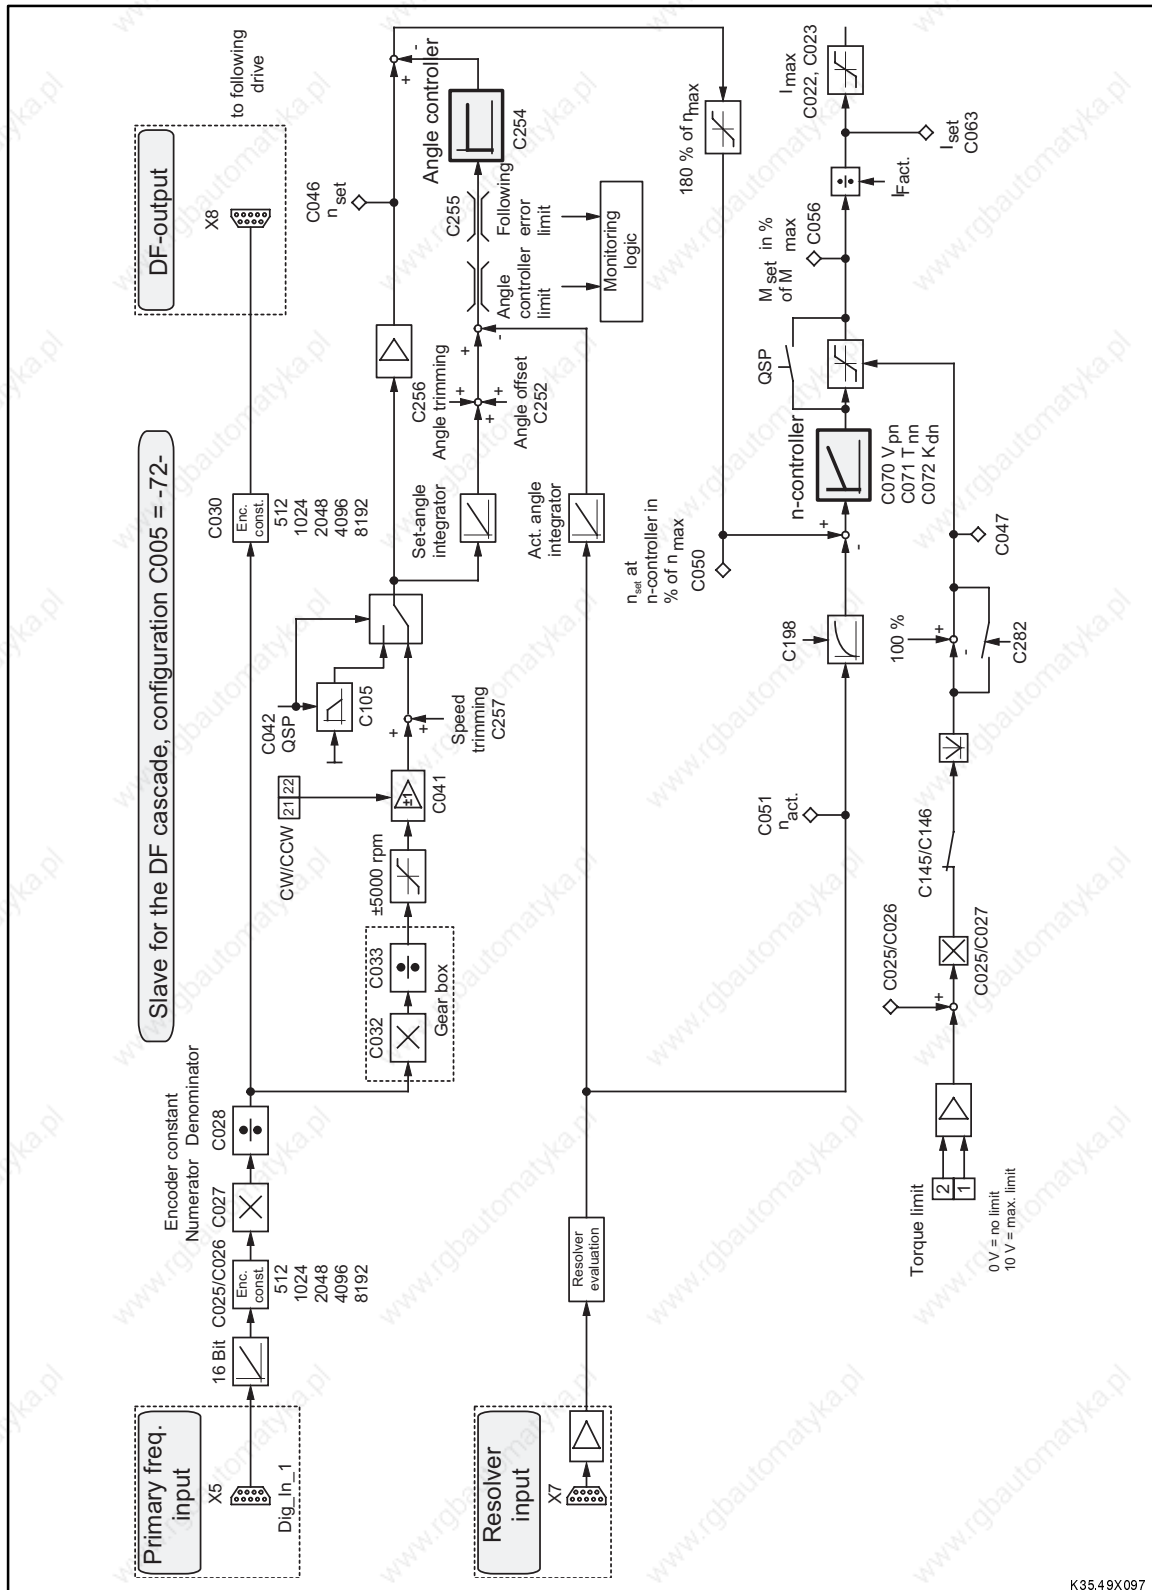 Slave for the DF cascade, configuration C005 = -72-
Primary freq.
input
X5
Dig_In_1
16 Bit
C025/C026
Enc.
const.
512
1024
2048
4096
8192
Encoder constant
Numerator Denominator
C027
C028
C030
Enc.
const.
512
1024
2048
4096
8192
DF-output
X8
to following
drive
C032
C033
Gear box
±5000 rpm
CW/CCW
21 22
±1
C041
Speed
trimming
C257
C042
QSP
C105
Set-angle
integrator
C256
Angle trimming
Angle offset
C252
+
+
+
+
+
+
-
Angle
controller
limit
C255
Following
error
limit
Monitoring
logic
Angle controller
C254
C046
n set
+
-
Resolver
input
X7
Resolver
evaluation
Act. angle
integrator
180 % of n max
n set at
n-controller in
% of n max
C050
C051
n act.
C198
+
-
n-controller
C070 V pn
C071 T nn
C072 K dn
QSP
M set in %
of M max
C056
I Fact.
I set
C063
I max
C022, C023
Torque limit
2
1
0 V = no limit
10 V = max. limit
C025/C026
+
C025/C027
C145/C146
100 %
+
-
C282
C047
K35.49X097
www.rgbautomatyka.pl